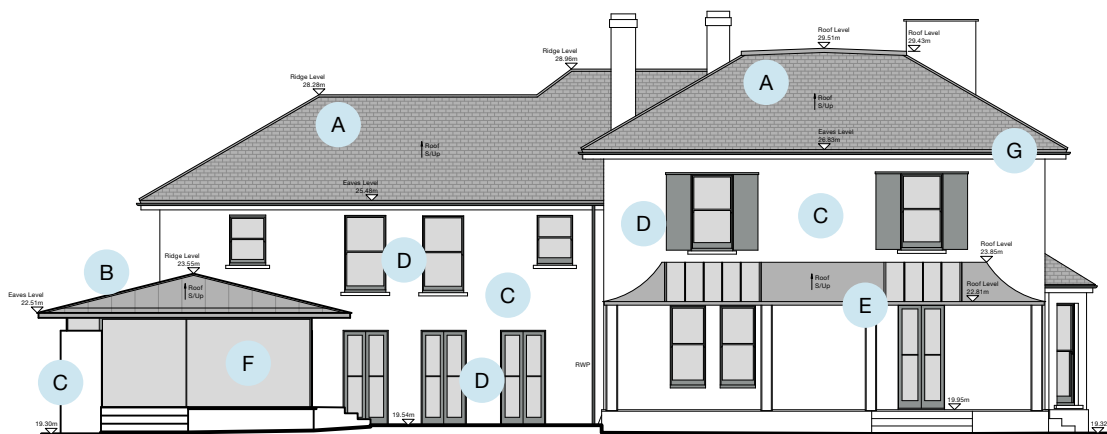 Roof Level
29.51m
Roof Level
29.43m
Ridge Level
28.96m
Ridge Level
28.28m
A
A
Roof
S/Up
Roof
S/Up
Eaves Level
26.83m
G
Eaves Level
25.48m
D
C
D
C
B
Ridge Level
23.55m
Roof Level
23.85m
Roof
S/Up
Roof
S/Up
Eaves Level
22.51m
Roof Level
22.81m
E
C
F
D
RWP
19.30m
19.54m
19.95m
19.32